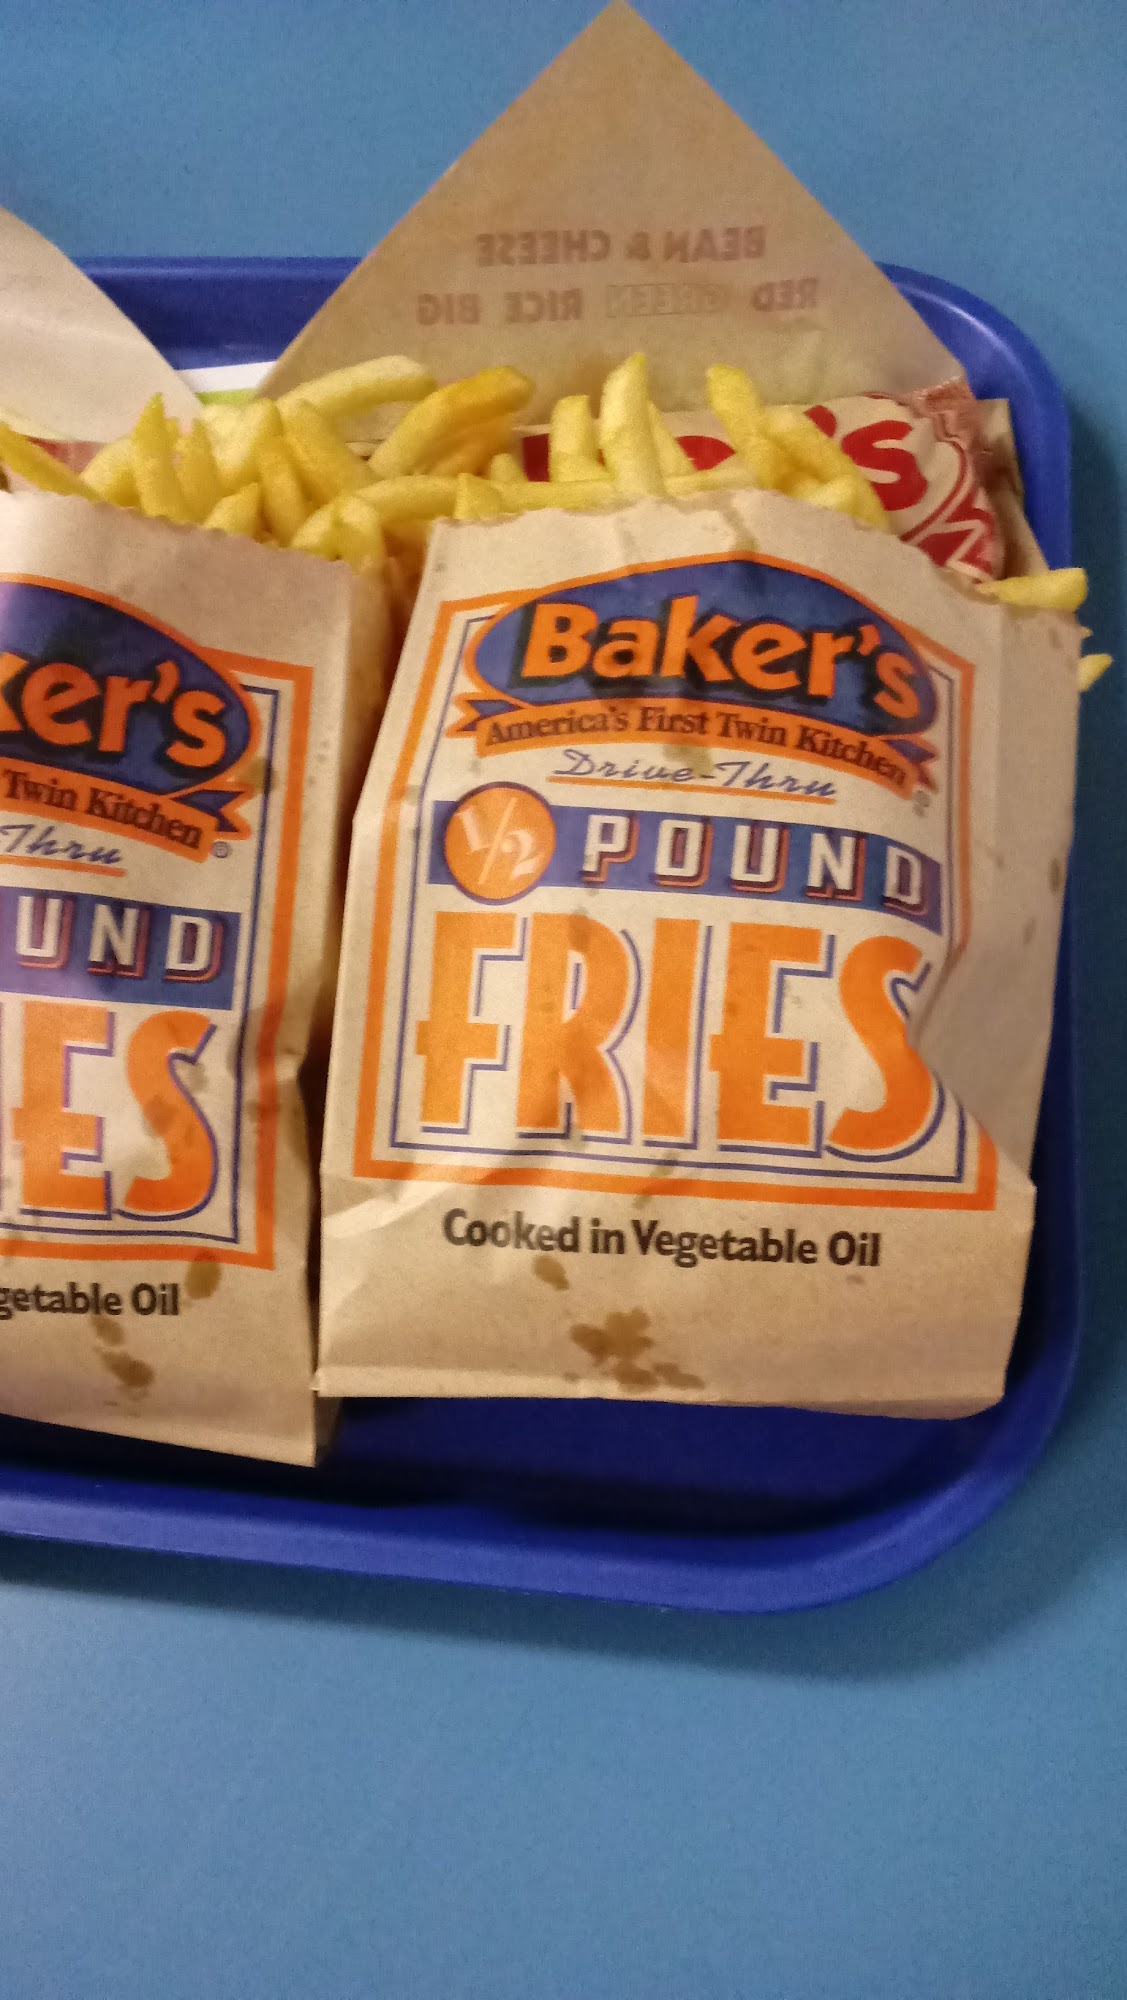 BEAN & CHEESE
RED GREEN RICE BIG
's
Baker's
America's First Twin Kitchen
Drive-Thru
1/2 POUND
FRIES
Cooked in Vegetable Oil
ker's
Twin Kitchen®
-Thru
UND
ES
getable Oil